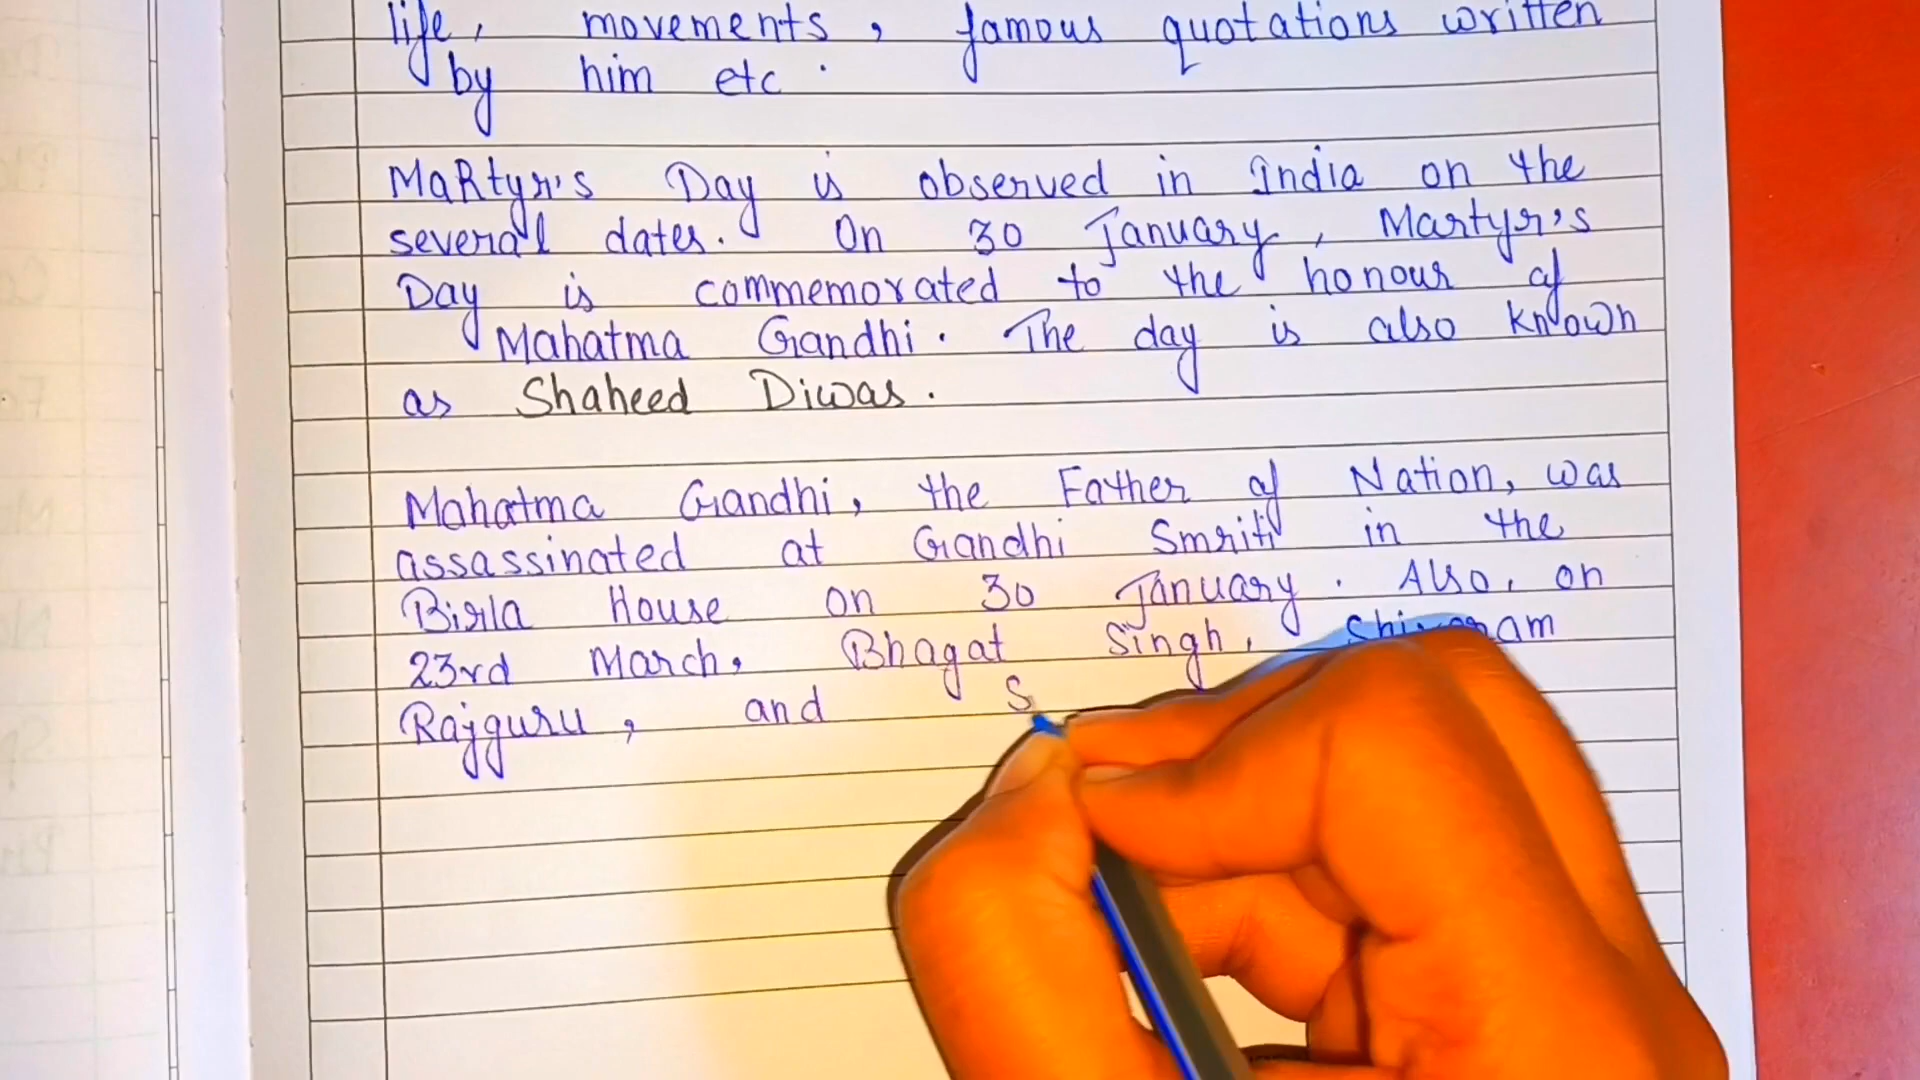 life, movements, famous quotations written
by him etc.
MaRtyr's Day is observed in India on the
several dates. On 30 January, Martyr's
Day is commemorated to the honour of
Mahatma Gandhi. The day is also known
as Shaheed Diwas.
Mahatma Gandhi, the Father of Nation, was
assassinated at Gandhi Smriti in the
Birla House on 30 January. Also, on
23rd March, Bhagat Singh,
Rajguru, and S